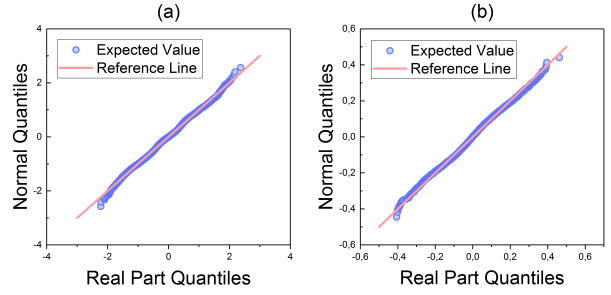 (a)
Expected Value
Reference Line
4
2
0
-2
-4
-4
-2
0
2
4
Normal Quantiles
Real Part Quantiles
(b)
Expected Value
Reference Line
0,6
0,4
0,2
0,0
-0,2
-0,4
-0,6
-0,6
-0,4
-0,2
0,0
0,2
0,4
0,6
Normal Quantiles
Real Part Quantiles